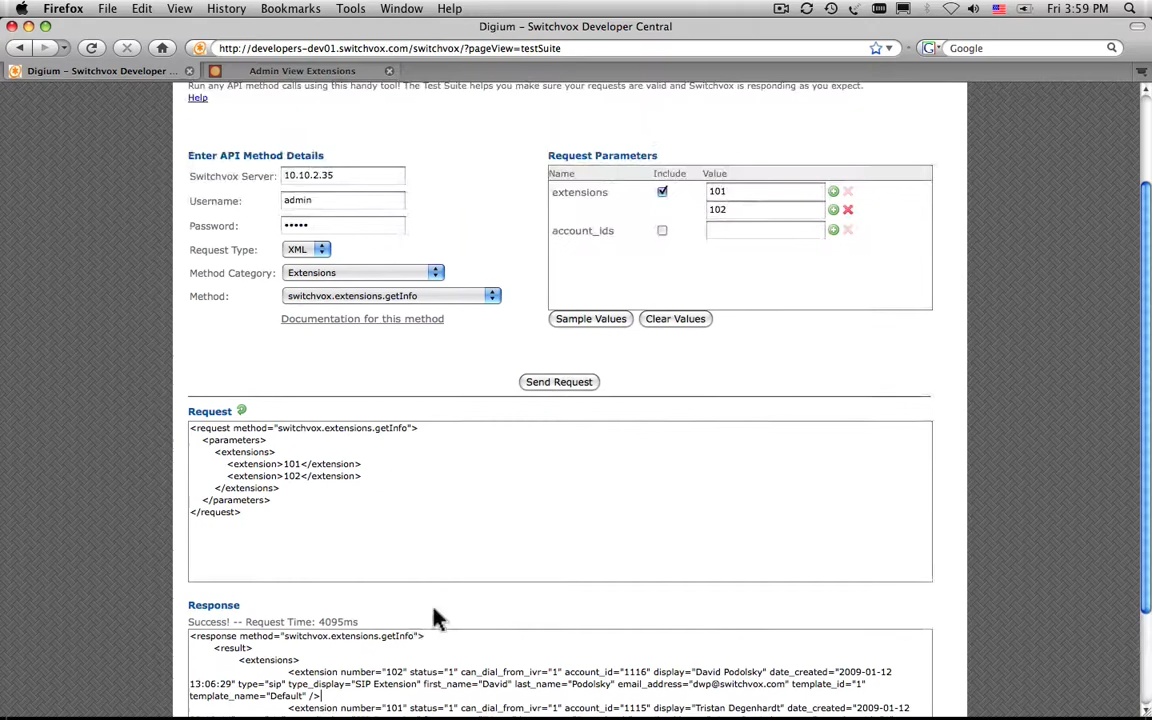 Firefox File Edit View History Bookmarks Tools Window Help Fri 3:59 PM
Digium - Switchvox Developer Central
http://developers-dev01.switchvox.com/switchvox/?pageView=testSuite Google
Digium - Switchvox Developer ... Admin View Extensions
Run any API method calls using this handy tool! The Test Suite helps you make sure your requests are valid and Switchvox is responding as you expect.
Help
Enter API Method Details
Switchvox Server: 10.10.2.35
Username: admin
Password: •••••
Request Type: XML
Method Category: Extensions
Method: switchvox.extensions.getInfo
Documentation for this method
Request Parameters
Name Include Value
extensions 101
102
account_ids
Sample Values Clear Values
Send Request
Request
<request method="switchvox.extensions.getInfo">
<parameters>
<extensions>
<extension>101</extension>
<extension>102</extension>
</extensions>
</parameters>
</request>
Response
Success! -- Request Time: 4095ms
<response method="switchvox.extensions.getInfo">
<result>
<extensions>
<extension number="102" status="1" can_dial_from_ivr="1" account_id="1116" display="David Podolsky" date_created="2009-01-12
13:06:29" type="sip" type_display="SIP Extension" first_name="David" last_name="Podolsky" email_address="dwp@switchvox.com" template_id="1"
template_name="Default" />
<extension number="101" status="1" can_dial_from_ivr="1" account_id="1115" display="Tristan Degenhardt" date_created="2009-01-12